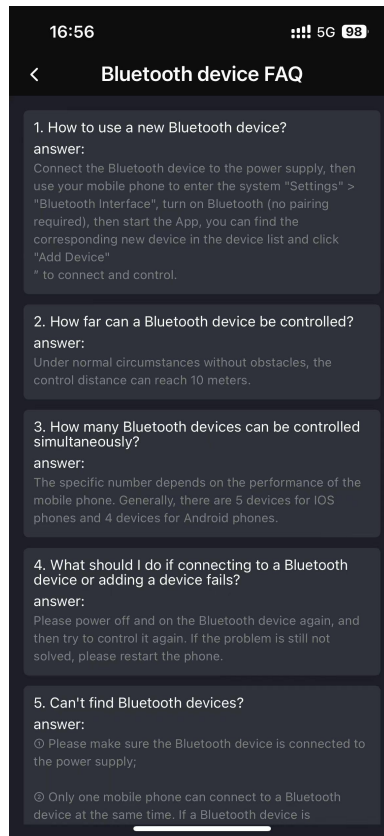 16:56
5G 98
Bluetooth device FAQ
1. How to use a new Bluetooth device?
answer:
Connect the Bluetooth device to the power supply, then
use your mobile phone to enter the system "Settings" >
"Bluetooth Interface", turn on Bluetooth (no pairing
required), then start the App, you can find the
corresponding new device in the device list and click
"Add Device"
" to connect and control.
2. How far can a Bluetooth device be controlled?
answer:
Under normal circumstances without obstacles, the
control distance can reach 10 meters.
3. How many Bluetooth devices can be controlled
simultaneously?
answer:
The specific number depends on the performance of the
mobile phone. Generally, there are 5 devices for IOS
phones and 4 devices for Android phones.
4. What should I do if connecting to a Bluetooth
device or adding a device fails?
answer:
Please power off and on the Bluetooth device again, and
then try to control it again. If the problem is still not
solved, please restart the phone.
5. Can't find Bluetooth devices?
answer:
① Please make sure the Bluetooth device is connected to
the power supply;
② Only one mobile phone can connect to a Bluetooth
device at the same time. If a Bluetooth device is